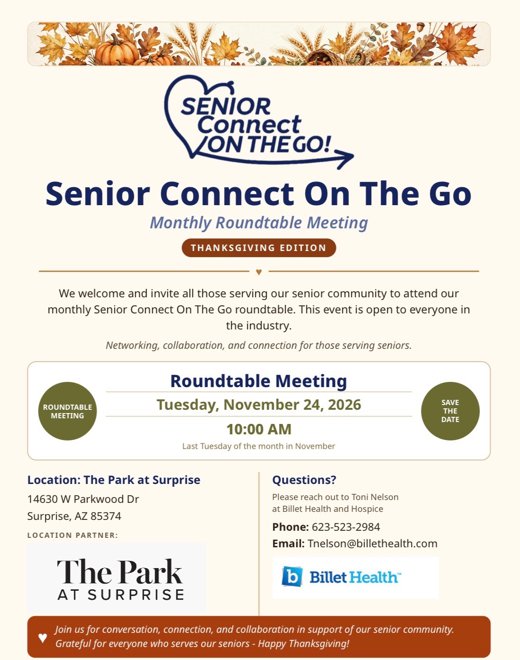 SENIOR
Connect
ON THE GO!
Senior Connect On The Go
Monthly Roundtable Meeting
THANKSGIVING EDITION
We welcome and invite all those serving our senior community to attend our
monthly Senior Connect On The Go roundtable. This event is open to everyone in
the industry.
Networking, collaboration, and connection for those serving seniors.
ROUNDTABLE
MEETING
Roundtable Meeting
Tuesday, November 24, 2026
10:00 AM
Last Tuesday of the month in November
SAVE
THE
DATE
Location: The Park at Surprise
14630 W Parkwood Dr
Surprise, AZ 85374
LOCATION PARTNER:
The Park
AT SURPRISE
Questions?
Please reach out to Toni Nelson
at Billet Health and Hospice
Phone: 623-523-2984
Email: Tnelson@billethealth.com
b Billet Health™
Join us for conversation, connection, and collaboration in support of our senior community.
Grateful for everyone who serves our seniors - Happy Thanksgiving!